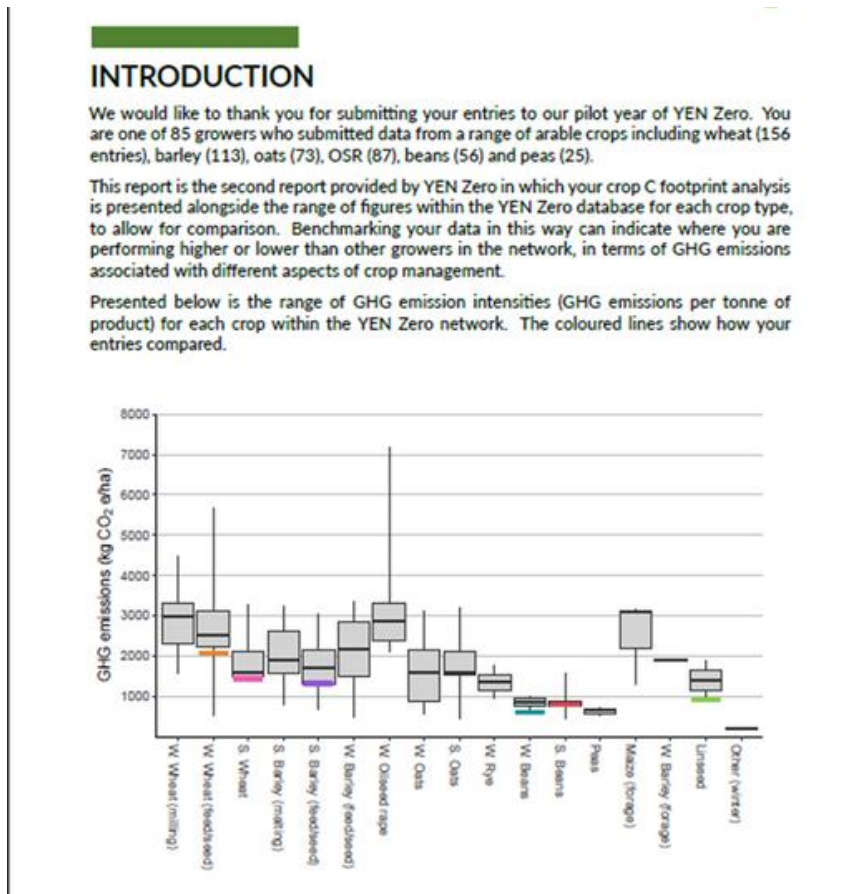 INTRODUCTION
We would like to thank you for submitting your entries to our pilot year of YEN Zero. You
are one of 85 growers who submitted data from a range of arable crops including wheat (156
entries), barley (113), oats (73), OSR (87), beans (56) and peas (25).
This report is the second report provided by YEN Zero in which your crop C footprint analysis
is presented alongside the range of figures within the YEN Zero database for each crop type,
to allow for comparison. Benchmarking your data in this way can indicate where you are
performing higher or lower than other growers in the network, in terms of GHG emissions
associated with different aspects of crop management.
Presented below is the range of GHG emission intensities (GHG emissions per tonne of
product) for each crop within the YEN Zero network. The coloured lines show how your
entries compared.
GHG emissions (kg CO₂ e/ha)
8000
7000
6000
5000
4000
3000
2000
1000
W. Wheat (milling)
W. Wheat (feed/seed)
S. Wheat
S. Barley (malting)
S. Barley (feed/seed)
W. Barley (feed/seed)
W. Oilseed rape
W. Oats
S. Oats
W. Rye
W. Beans
S. Beans
Peas
Maize (forage)
W. Barley (forage)
Linseed
Other (winter)